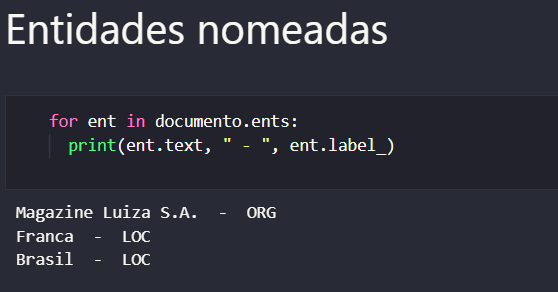 Entidades nomeadas
for ent in documento.ents:
print(ent.text, " - ", ent.label_)
Magazine Luiza S.A.  -  ORG
Franca  -  LOC
Brasil  -  LOC